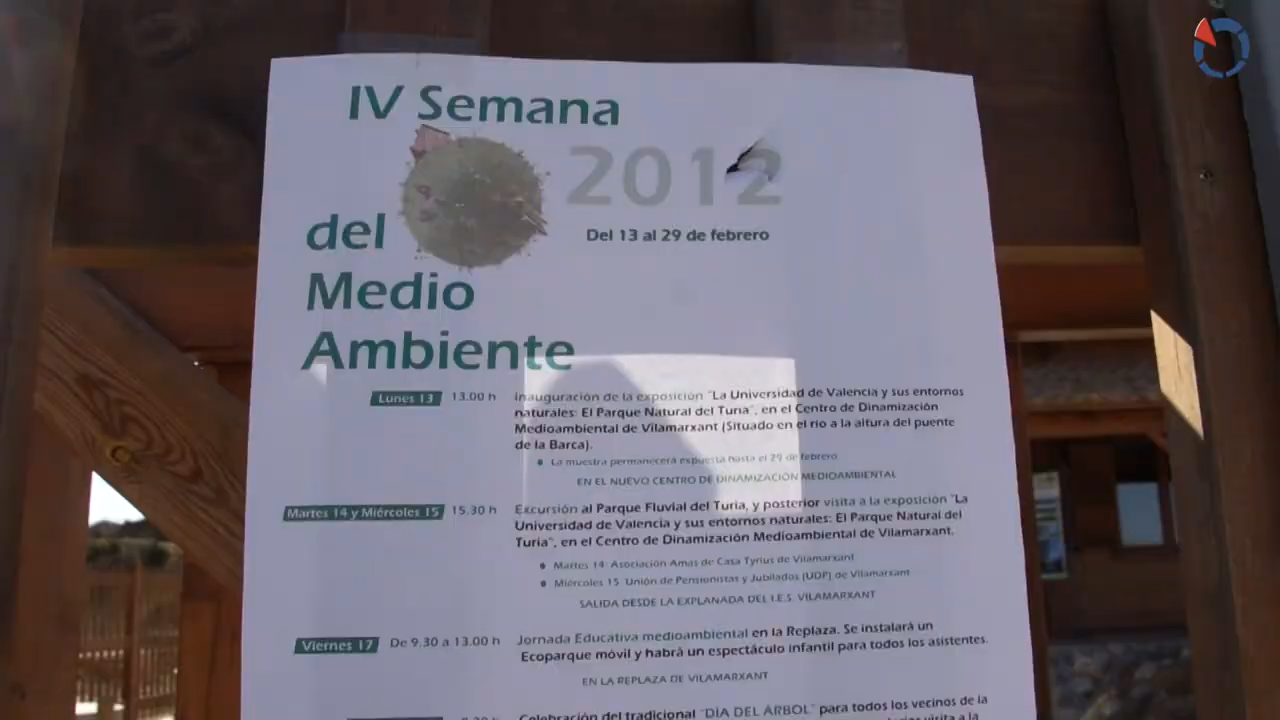 IV Semana
2012
del
Del 13 al 29 de febrero
Medio
Ambiente
Lunes 13 13.00 h Inauguración de la exposición "La Universidad de Valencia y sus entornos
naturales: El Parque Natural del Turia", en el Centro de Dinamización
Medioambiental de Vilamarxant (Situado en el río a la altura del puente
de la Barca).
• La muestra permanecerá expuesta hasta el 29 de febrero
EN EL NUEVO CENTRO DE DINAMIZACIÓN MEDIOAMBIENTAL
Martes 14 y Miércoles 15 15.30 h Excursión al Parque Fluvial del Turia, y posterior visita a la exposición "La
Universidad de Valencia y sus entornos naturales: El Parque Natural del
Turia", en el Centro de Dinamización Medioambiental de Vilamarxant.
• Martes 14: Asociación Amas de Casa Tyrius de Vilamarxant
• Miércoles 15: Unión de Pensionistas y Jubilados (UDP) de Vilamarxant
SALIDA DESDE LA EXPLANADA DEL I.E.S. VILAMARXANT
Viernes 17 De 9.30 a 13.00 h Jornada Educativa medioambiental en la Replaza. Se instalará un
Ecoparque móvil y habrá un espectáculo infantil para todos los asistentes.
EN LA REPLAZA DE VILAMARXANT
Celebración del tradicional "DÍA DEL ÁRBOL" para todos los vecinos de la
visita a la